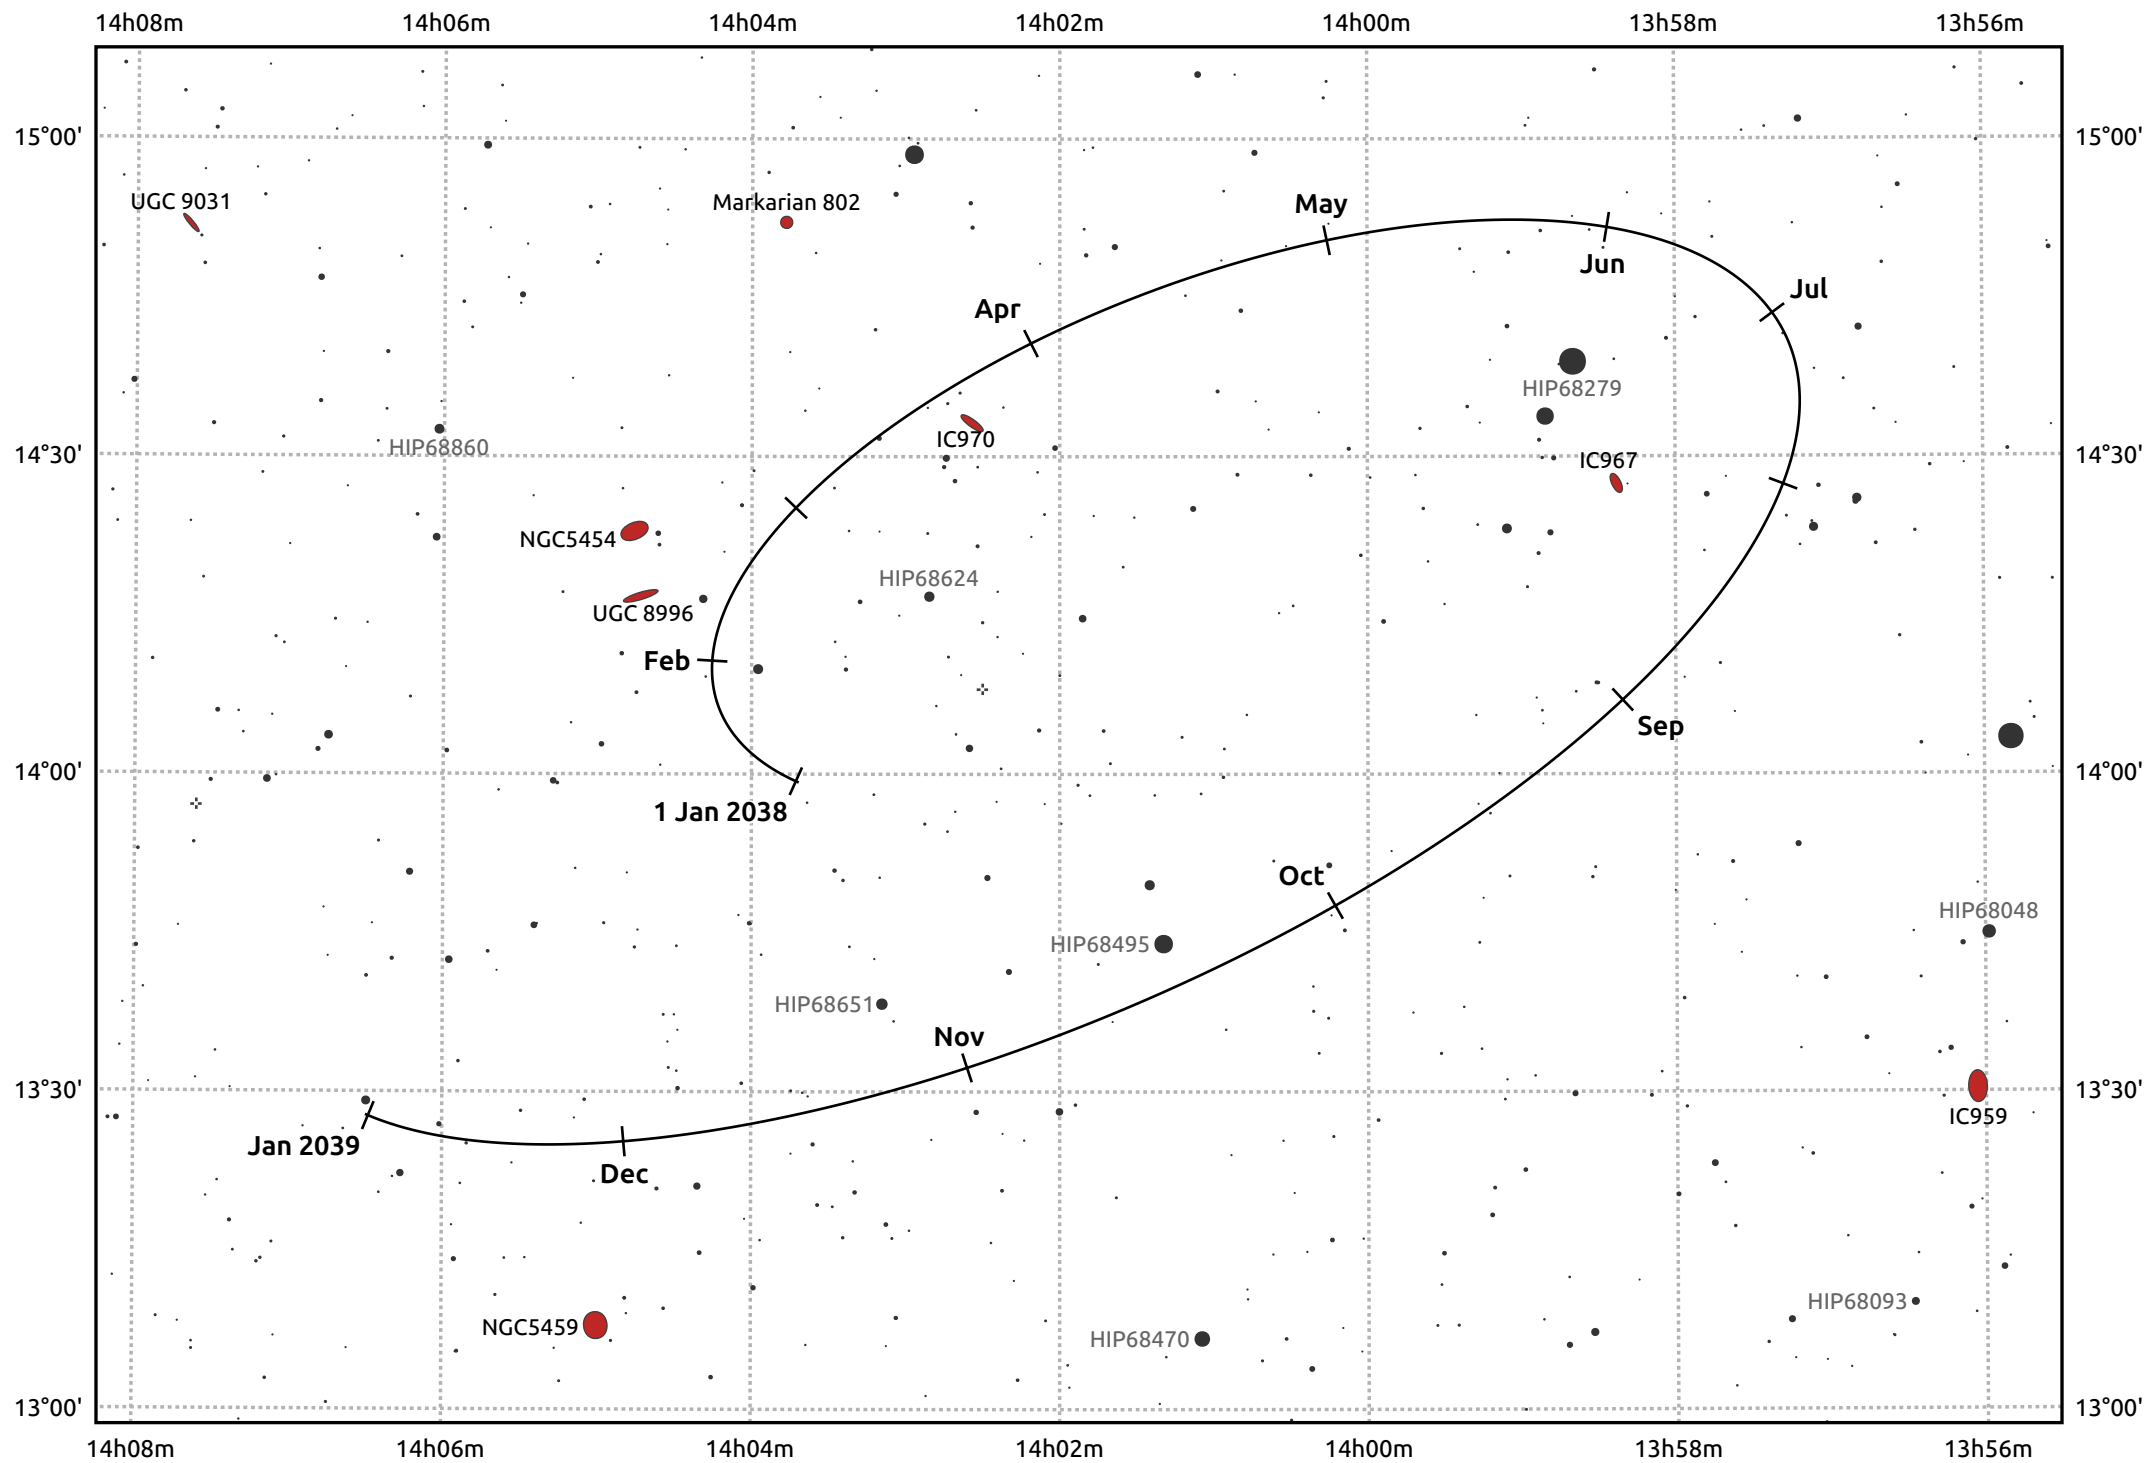 14h08m 14h06m 14h04m 14h02m 14h00m 13h58m 13h56m
15°00' 15°00'
UGC 9031 Markarian 802 May
Jun
Jul
Apr
HIP68279
IC970
HIP68860
14°30' 14°30'
IC967
NGC5454
HIP68624
UGC 8996
Feb
Sep
14°00' 14°00'
1 Jan 2038
Oct
HIP68048
HIP68495
HIP68651
Nov
13°30' 13°30'
IC959
Jan 2039
Dec
HIP68093
NGC5459
HIP68470
13°00' 13°00'
14h08m 14h06m 14h04m 14h02m 14h00m 13h58m 13h56m